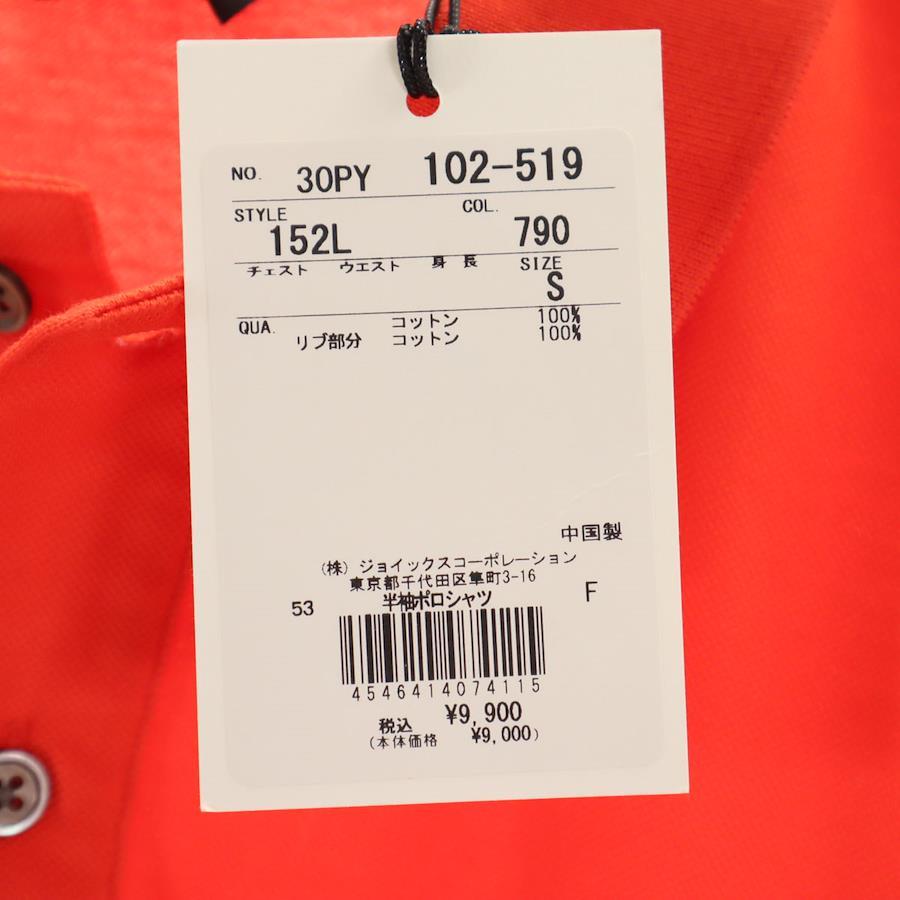 NO. 30PY 102-519
STYLE COL.
152L 790
チェスト ウエスト 身 長 SIZE
S
QUA. コットン 100%
リブ部分 コットン 100%
中国製
(株) ジョイックスコーポレーション
東京都千代田区隼町3-16
53 半袖ポロシャツ F
4546414074115
税込 ¥9,900
(本体価格 ¥9,000)